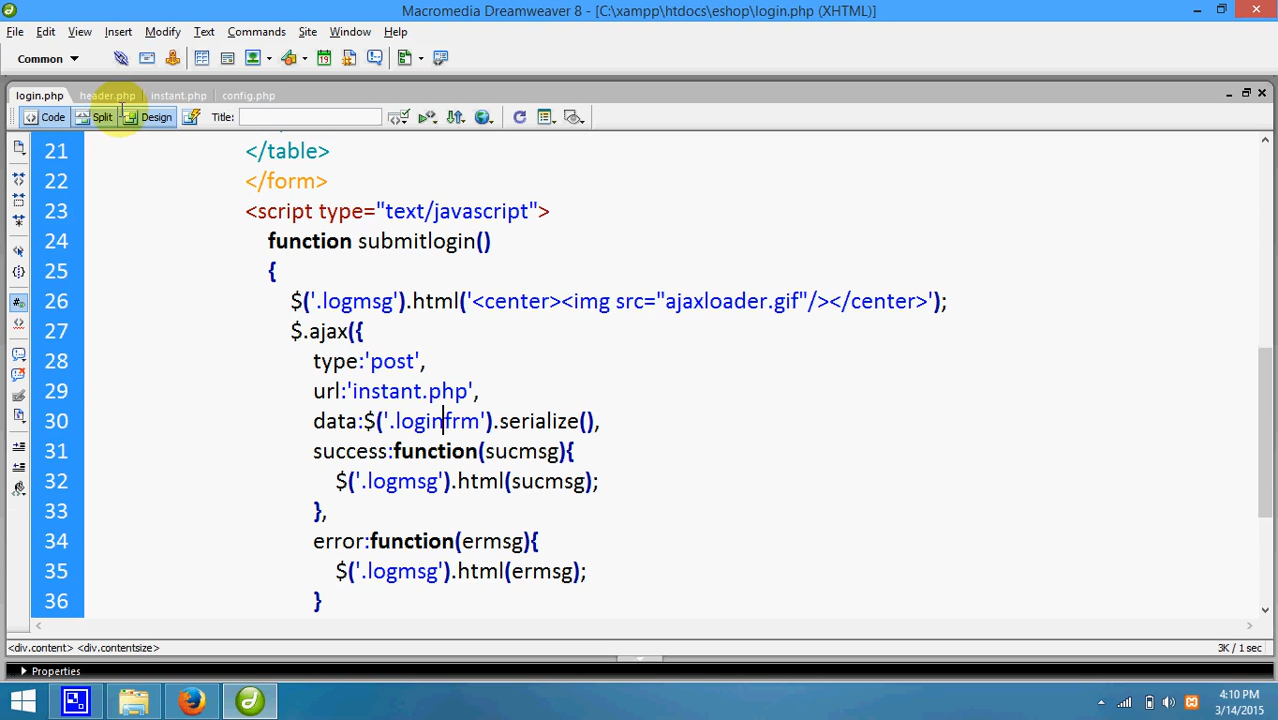 Macromedia Dreamweaver 8 - [C:\xampp\htdocs\eshop\login.php (XHTML)]
File Edit View Insert Modify Text Commands Site Window Help
Common
login.php header.php instant.php config.php
Code Split Design Title:
21 </table>
22 </form>
23 <script type="text/javascript">
24 function submitlogin()
25 {
26 $('.logmsg').html('<center><img src="ajaxloader.gif"/></center>');
27 $.ajax({
28 type:'post',
29 url:'instant.php',
30 data:$('.loginfrm').serialize(),
31 success:function(sucmsg){
32 $('.logmsg').html(sucmsg);
33 },
34 error:function(ermsg){
35 $('.logmsg').html(ermsg);
36 }
<div.content> <div.contentsize> 3K / 1 sec
Properties
4:10 PM
3/14/2015